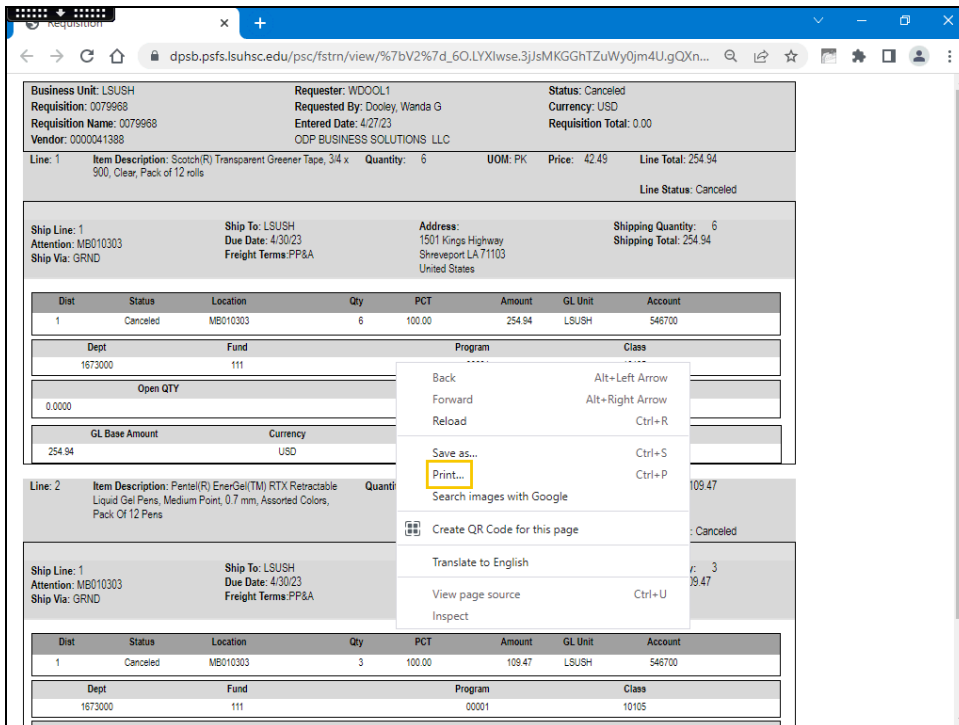 Requisition
dpsb.psfs.lsuhsc.edu/psc/fstrn/view/%7bV2%7d_6O.LYXIwse.3jJsMKGGhTZuWy0jm4U.gQXn...
Business Unit: LSUSH Requester: WDOOL1 Status: Canceled
Requisition: 0079968 Requested By: Dooley, Wanda G Currency: USD
Requisition Name: 0079968 Entered Date: 4/27/23 Requisition Total: 0.00
Vendor: 0000041388 ODP BUSINESS SOLUTIONS LLC
Line: 1 Item Description: Scotch(R) Transparent Greener Tape, 3/4 x Quantity: 6 UOM: PK Price: 42.49 Line Total: 254.94
900, Clear, Pack of 12 rolls
Line Status: Canceled
Ship Line: 1 Ship To: LSUSH Address: Shipping Quantity: 6
Attention: MB010303 Due Date: 4/30/23 1501 Kings Highway Shipping Total: 254.94
Ship Via: GRND Freight Terms:PP&A Shreveport LA 71103
United States
Dist Status Location Qty PCT Amount GL Unit Account
1 Canceled MB010303 6 100.00 254.94 LSUSH 546700
Dept Fund Program Class
1673000 111
Open QTY
0.0000
GL Base Amount Currency
254.94 USD
Back Alt+Left Arrow
Forward Alt+Right Arrow
Reload Ctrl+R
Save as... Ctrl+S
Print... Ctrl+P
Search images with Google
Create QR Code for this page
Translate to English
View page source Ctrl+U
Inspect
Line: 2 Item Description: Pentel(R) EnerGel(TM) RTX Retractable 109.47
Liquid Gel Pens, Medium Point, 0.7 mm, Assorted Colors,
Pack Of 12 Pens
: Canceled
Ship Line: 1 Ship To: LSUSH 3
Attention: MB010303 Due Date: 4/30/23
Ship Via: GRND Freight Terms:PP&A
Dist Status Location Qty PCT Amount GL Unit Account
1 Canceled MB010303 3 100.00 109.47 LSUSH 546700
Dept Fund Program Class
1673000 111 00001 10105